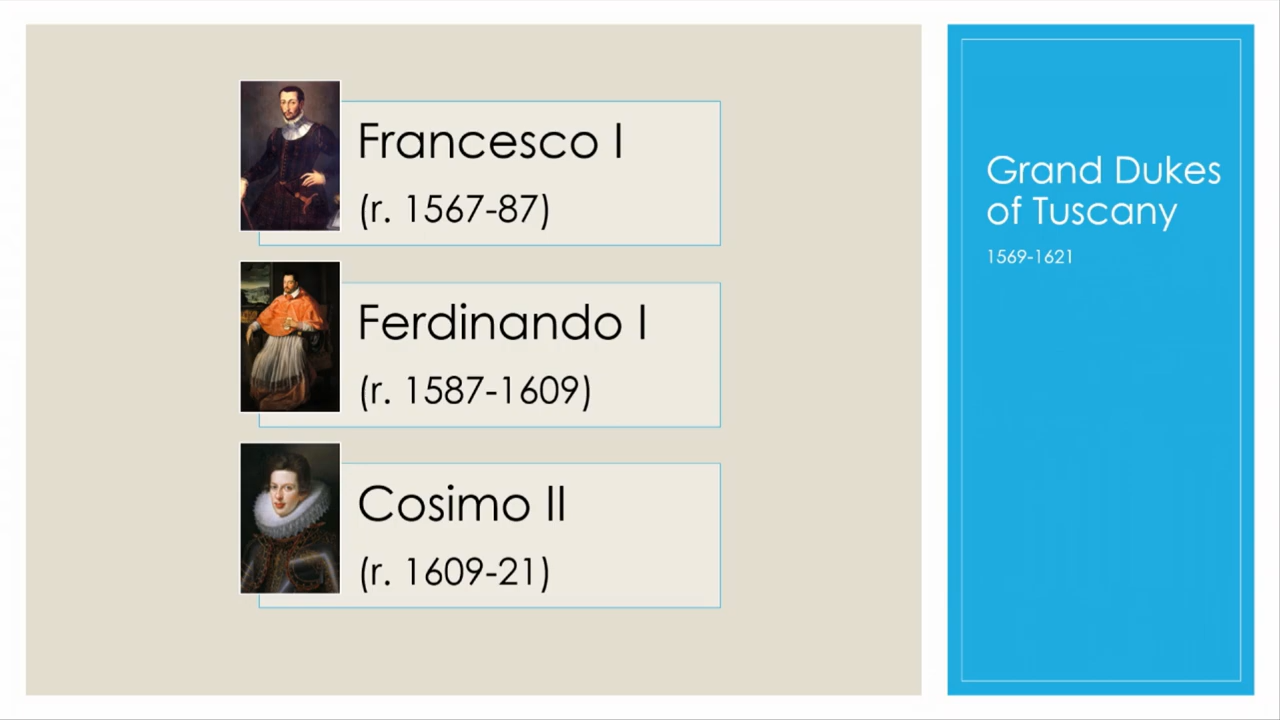 Francesco I
(r. 1567-87)
Ferdinando I
(r. 1587-1609)
Cosimo II
(r. 1609-21)
Grand Dukes
of Tuscany
1569-1621